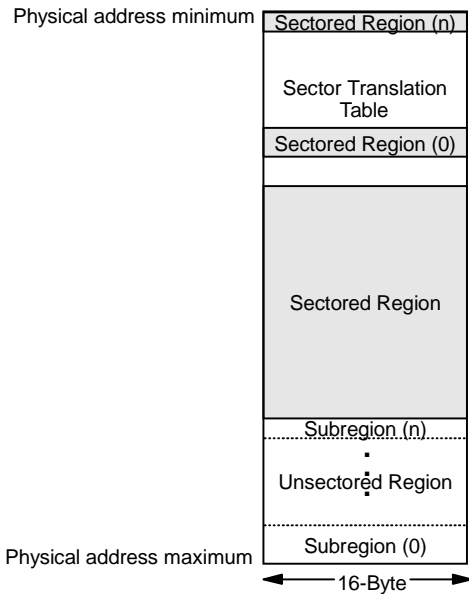 Physical address minimum
Sectored Region (n)
Sector Translation
Table
Sectored Region (0)
Sectored Region
Subregion (n)
Unsectored Region
Subregion (0)
Physical address maximum
16-Byte